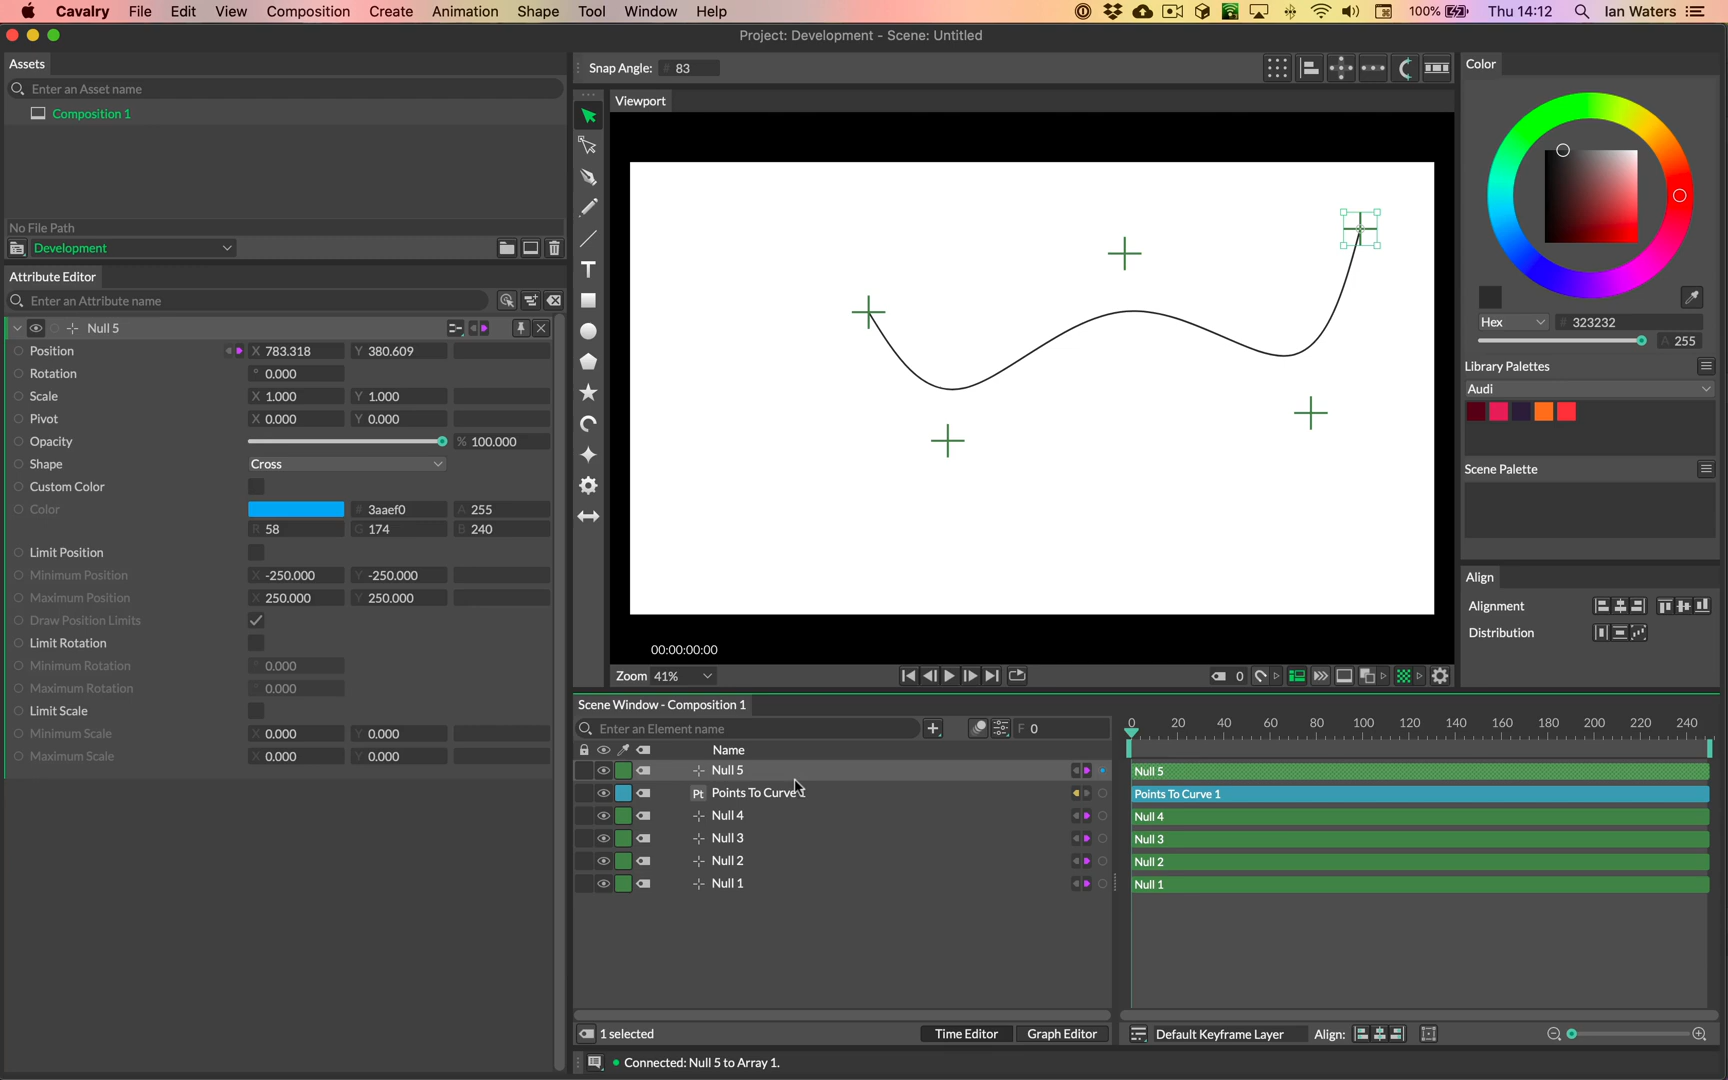 Cavalry File Edit View Composition Create Animation Shape Tool Window Help 100% Thu 14:12 Ian Waters
Project: Development - Scene: Untitled
Assets
Enter an Asset name
Composition 1
No File Path
Development
Attribute Editor
Enter an Attribute name
Null 5
Position X 783.318 Y 380.609
Rotation ° 0.000
Scale X 1.000 Y 1.000
Pivot X 0.000 Y 0.000
Opacity % 100.000
Shape Cross
Custom Color
Color # 3aaef0 A 255
R 58 G 174 B 240
Limit Position
Minimum Position X -250.000 Y -250.000
Maximum Position X 250.000 Y 250.000
Draw Position Limits
Limit Rotation
Minimum Rotation ° 0.000
Maximum Rotation ° 0.000
Limit Scale
Minimum Scale X 0.000 Y 0.000
Maximum Scale X 0.000 Y 0.000
Snap Angle: # 83
Viewport
00:00:00:00
Zoom 41% 0
Color
Hex # 323232
A 255
Library Palettes
Audi
Scene Palette
Align
Alignment
Distribution
Scene Window - Composition 1
Enter an Element name F 0
0 20 40 60 80 100 120 140 160 180 200 220 240
Name
Null 5 Null 5
Pt Points To Curve 1 Points To Curve 1
Null 4 Null 4
Null 3 Null 3
Null 2 Null 2
Null 1 Null 1
1 selected Time Editor Graph Editor Default Keyframe Layer Align:
Connected: Null 5 to Array 1.